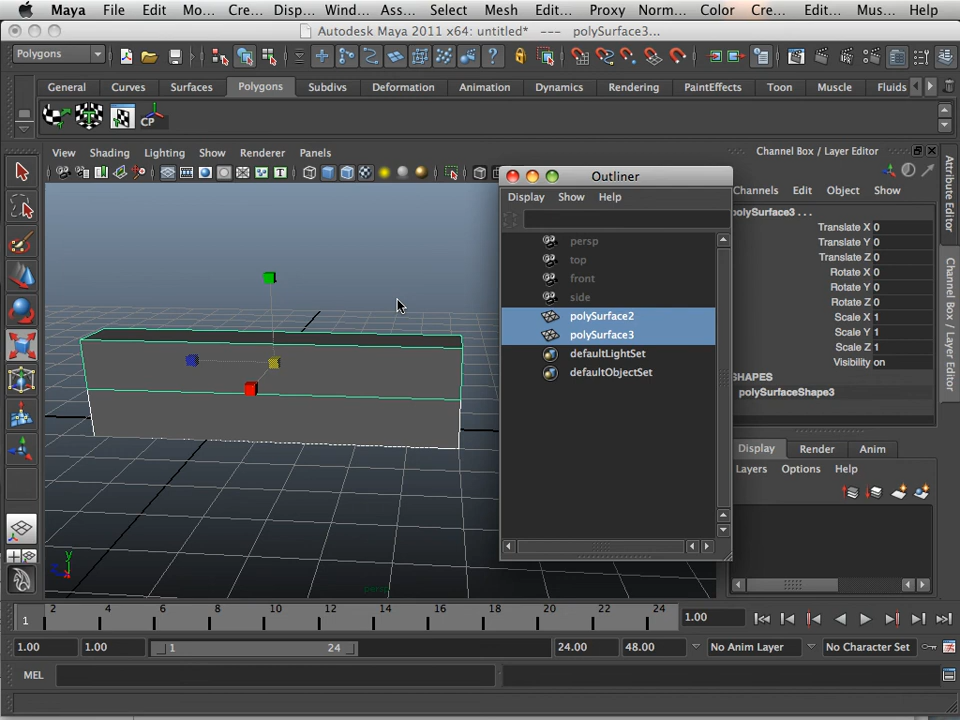 Maya File Edit Mo... Cre... Disp... Wind... Ass... Select Mesh Edit... Proxy Norm... Color Cre... Edit... Mus... Help
Autodesk Maya 2011 x64: untitled* --- polySurface3...
Polygons
General Curves Surfaces Polygons Subdivs Deformation Animation Dynamics Rendering PaintEffects Toon Muscle Fluids
CP
View Shading Lighting Show Renderer Panels
Channel Box / Layer Editor
Channels Edit Object Show
polySurface3 . . .
Translate X 0
Translate Y 0
Translate Z 0
Rotate X 0
Rotate Y 0
Rotate Z 0
Scale X 1
Scale Y 1
Scale Z 1
Visibility on
SHAPES
polySurfaceShape3
Display Render Anim
Layers Options Help
Attribute Editor
Channel Box / Layer Editor
Outliner
Display Show Help
persp
top
front
side
polySurface2
polySurface3
defaultLightSet
defaultObjectSet
y
persp
1 2 4 6 8 10 12 14 16 18 20 22 24 1.00
1.00 1.00 1 24 24.00 48.00 No Anim Layer No Character Set
MEL